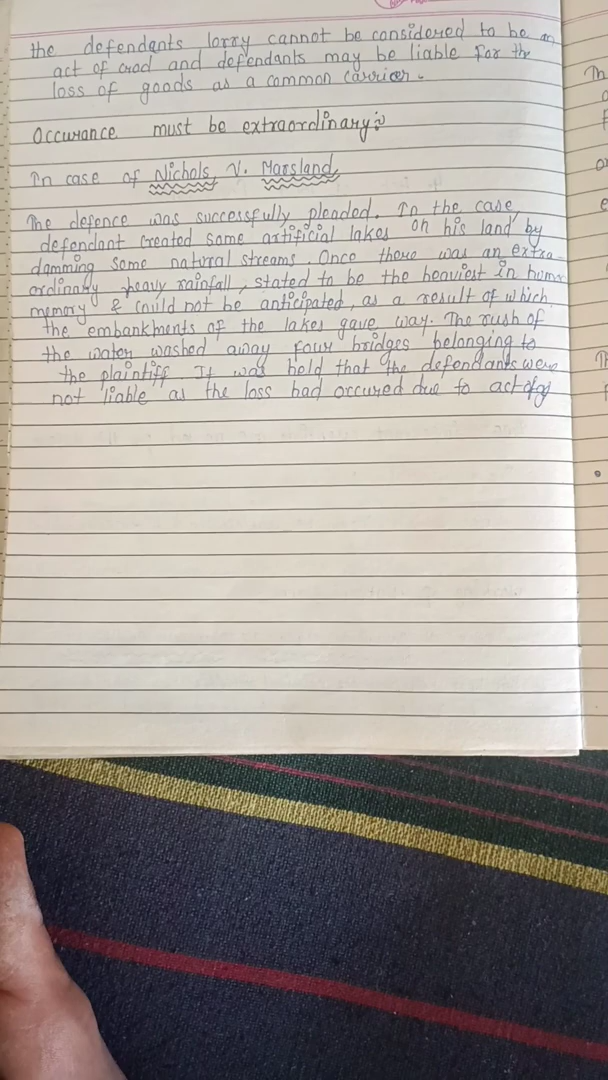 the defendants lorry cannot be considered to be an
act of God and defendants may be liable for th
loss of goods as a common carrier.
Occurance must be extraordinary:-
In case of Nichols, V. Marsland,
The defence was successfully pleaded. In the case,
defendant created some artificial lakes on his land by
damming some natural streams. Once there was an extra-
ordinary heavy rainfall, stated to be the heaviest in human
memory & could not be anticipated, as a result of which,
the embankments of the lakes gave way. The rush of
the water washed away four bridges belonging to
the plaintiff. It was held that the defendants were
not liable as the loss had occured due to act of
Th